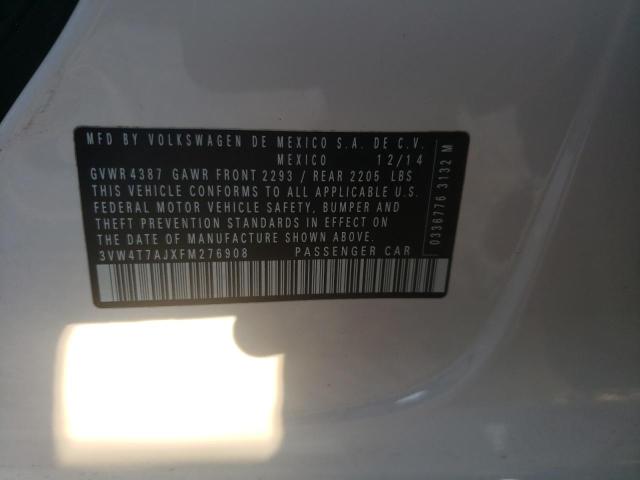 MFD BY VOLKSWAGEN DE MEXICO S.A. DE C.V.
MEXICO 12/14
GVWR 4387 GAWR FRONT 2293 / REAR 2205 LBS
THIS VEHICLE CONFORMS TO ALL APPLICABLE U.S.
FEDERAL MOTOR VEHICLE SAFETY, BUMPER AND
THEFT PREVENTION STANDARDS IN EFFECT ON
THE DATE OF MANUFACTURE SHOWN ABOVE.
3VW4T7AJXFM276908 PASSENGER CAR
0336776 3132 M